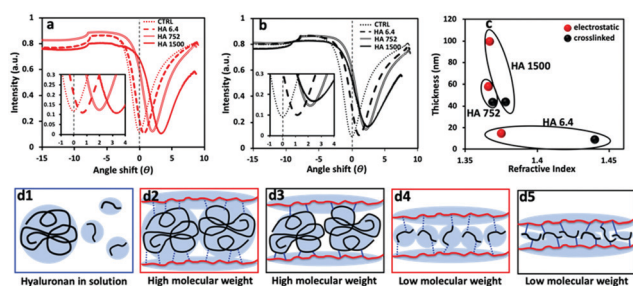 a
CTRL
HA 6.4
HA 752
HA 1500
Intensity (a.u.)
1.0
0.8
0.6
0.4
0.2
0.0
0.3
0.25
0.2
0.15
0.1
0 1 2 3 4
-15 -10 -5 0 5 10
Angle shift (θ)
b
CTRL
HA 6.4
HA 752
HA 1500
Intensity (a.u.)
1.0
0.8
0.6
0.4
0.2
0.0
0.3
0.25
0.2
0.15
0.1
-1 0 1 2 3 4
-15 -10 -5 0 5 10
Angle shift (θ)
c
electrostatic
crosslinked
Thickness (nm)
120
100
80
60
40
20
0
HA 1500
HA 752
HA 6.4
1.35 1.4 1.45
Refractive Index
d1
Hyaluronan in solution
d2
High molecular weight
d3
High molecular weight
d4
Low molecular weight
d5
Low molecular weight